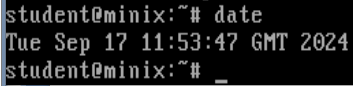 student@minix:~# date
Tue Sep 17 11:53:47 GMT 2024
student@minix:~# _